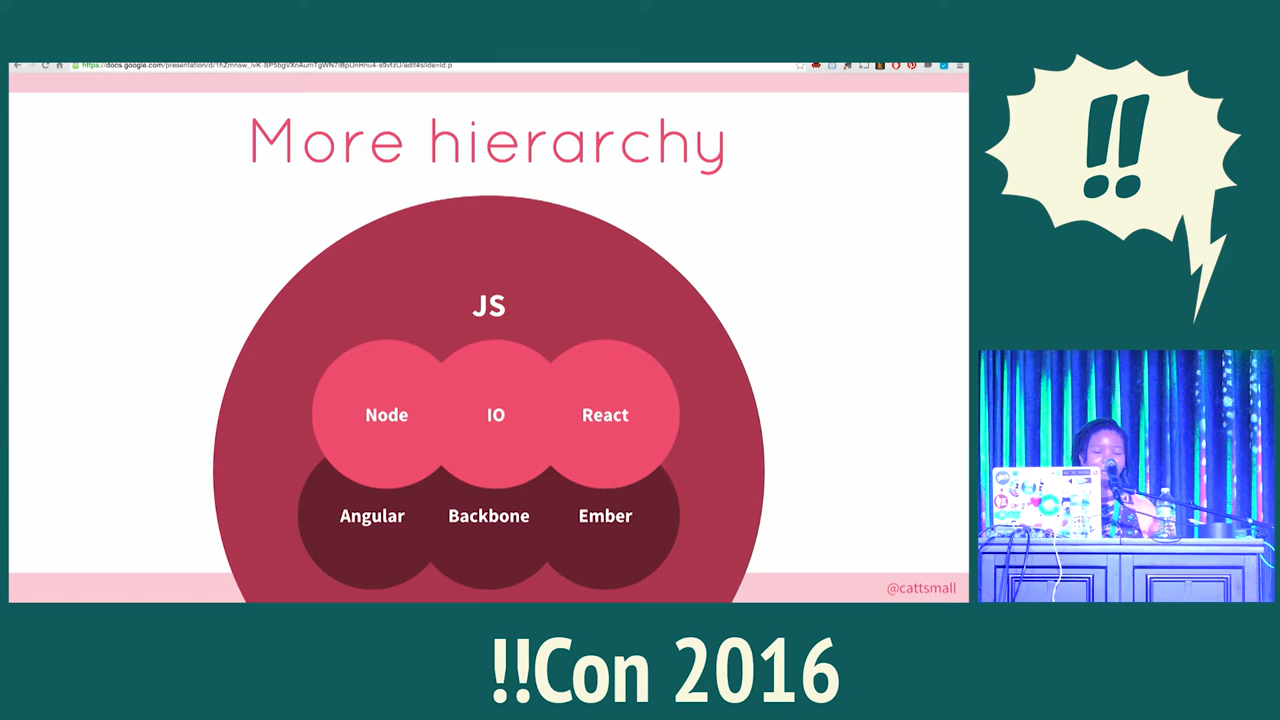 More hierarchy
JS
Node IO React
Angular Backbone Ember
@cattsmall
!!
!!Con 2016